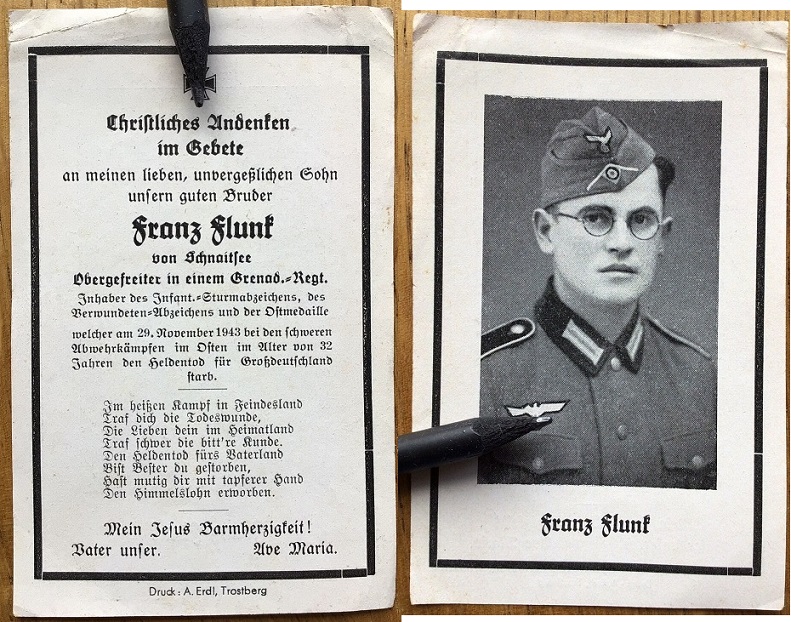 Christliches Andenken
im Gebete
an meinen lieben, unvergeßlichen Sohn
unsern guten Bruder
Franz Flunk
von Schnaitsee
Obergefreiter in einem Grenad.-Regt.
Inhaber des Infant.-Sturmabzeichens, des
Verwundeten-Abzeichens und der Ostmedaille
welcher am 29. November 1943 bei den schweren
Abwehrkämpfen im Osten im Alter von 32
Jahren den Heldentod für Großdeutschland
starb.
Im heißen Kampf in Feindesland
Traf dich die Todeswunde,
Die Lieben dein im Heimatland
Traf schwer die bitt're Kunde.
Den Heldentod fürs Vaterland
Bist Bester du gestorben,
Hast mutig dir mit tapferer Hand
Den Himmelslohn erworben.
Mein Jesus Barmherzigkeit!
Vater unser. Ave Maria.
Druck: A. Erdl, Trostberg
Franz Flunk